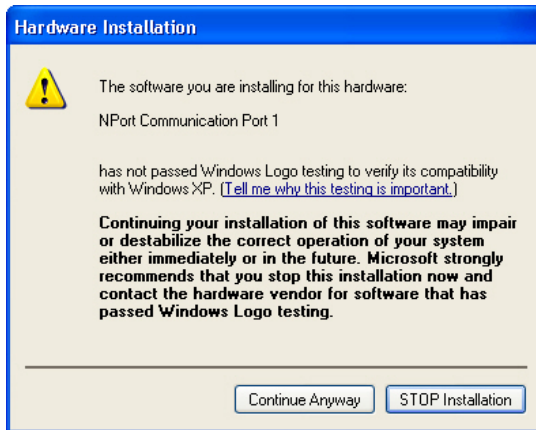 Hardware Installation
The software you are installing for this hardware:
NPort Communication Port 1
has not passed Windows Logo testing to verify its compatibility
with Windows XP. (Tell me why this testing is important.)
Continuing your installation of this software may impair
or destabilize the correct operation of your system
either immediately or in the future. Microsoft strongly
recommends that you stop this installation now and
contact the hardware vendor for software that has
passed Windows Logo testing.
Continue Anyway STOP Installation